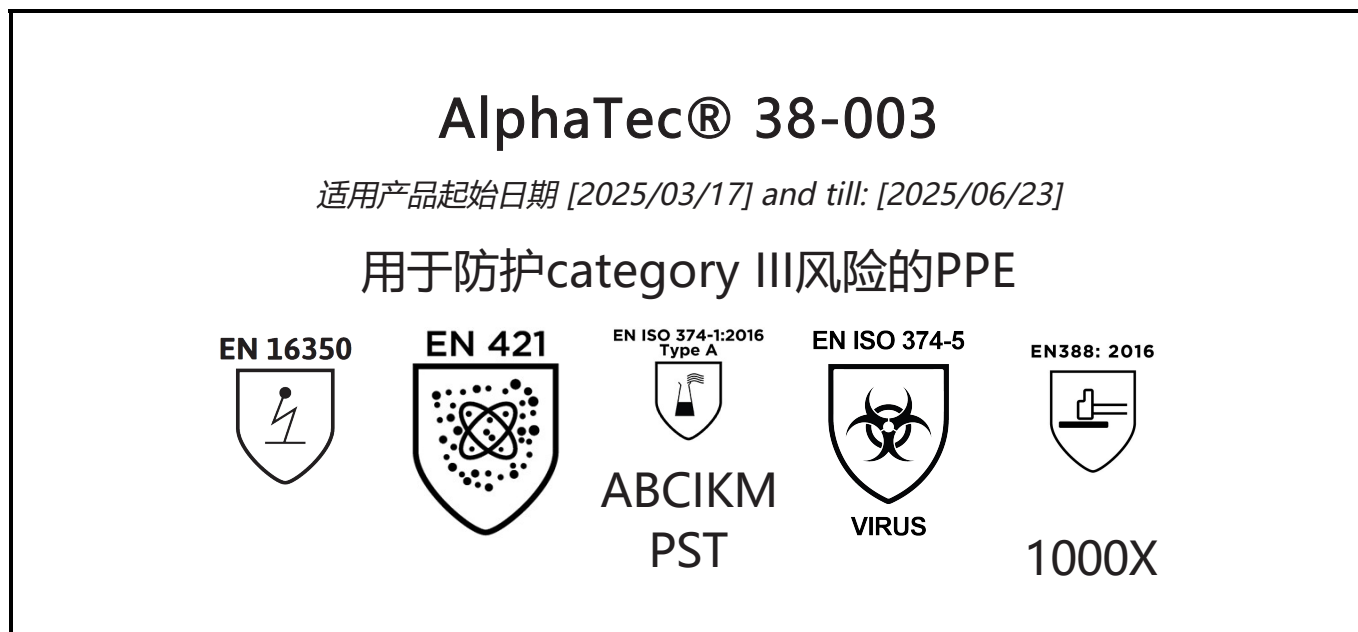 AlphaTec® 38-003
适用产品起始日期 [2025/03/17] and till: [2025/06/23]
用于防护category III风险的PPE
EN 16350
EN 421
EN ISO 374-1:2016
Type A
ABCIKM
PST
EN ISO 374-5
VIRUS
EN388: 2016
1000X